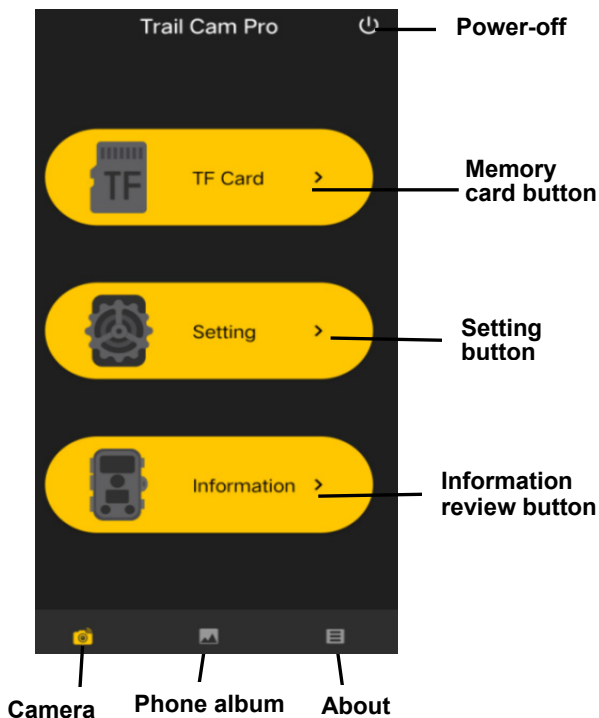 Trail Cam Pro
Power-off
TF
TF Card
Memory
card button
Setting
Setting
button
Information
Information
review button
Camera
Phone album
About